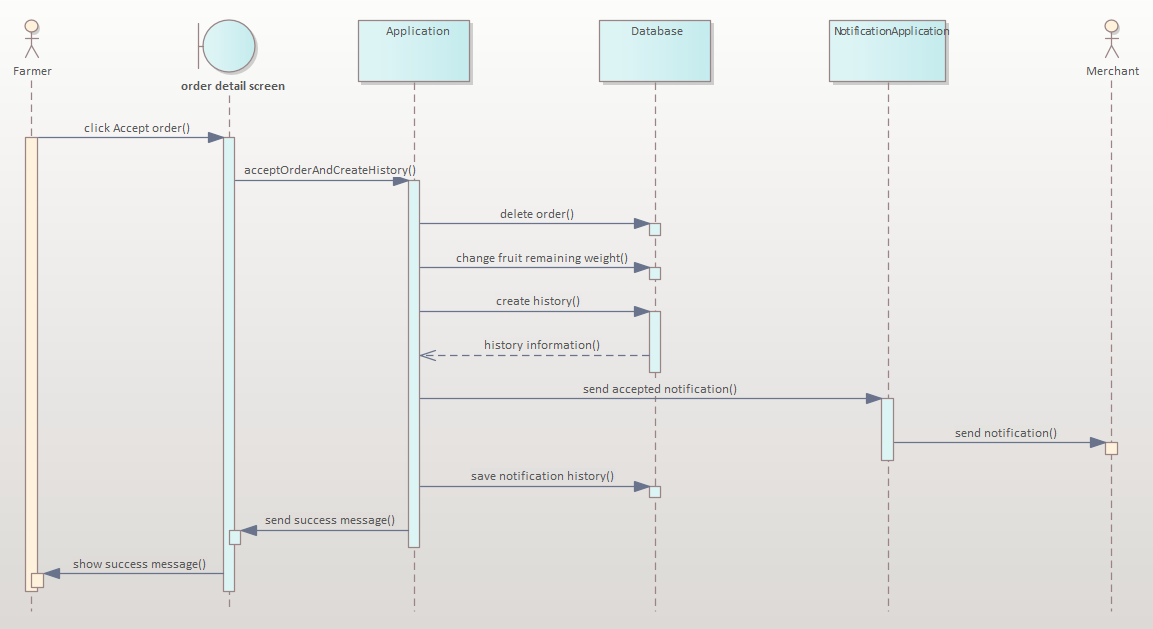 Farmer
order detail screen
Application
Database
NotificationApplication
Merchant
click Accept order()
acceptOrderAndCreateHistory()
delete order()
change fruit remaining weight()
create history()
history information()
send accepted notification()
send notification()
save notification history()
send success message()
show success message()